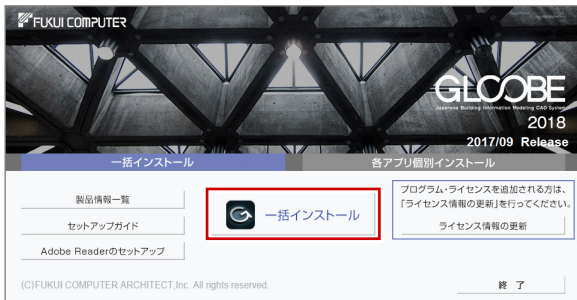 FUKUI COMPUTER
GLOOBE
Japanese Building Information Modeling CAD System
2018
2017/09 Release
一括インストール
各アプリ個別インストール
製品情報一覧
セットアップガイド
Adobe Readerのセットアップ
一括インストール
プログラム・ライセンスを追加される方は、
「ライセンス情報の更新」を行ってください。
ライセンス情報の更新
(C)FUKUI COMPUTER ARCHITECT,Inc. All rights reserved.
終 了